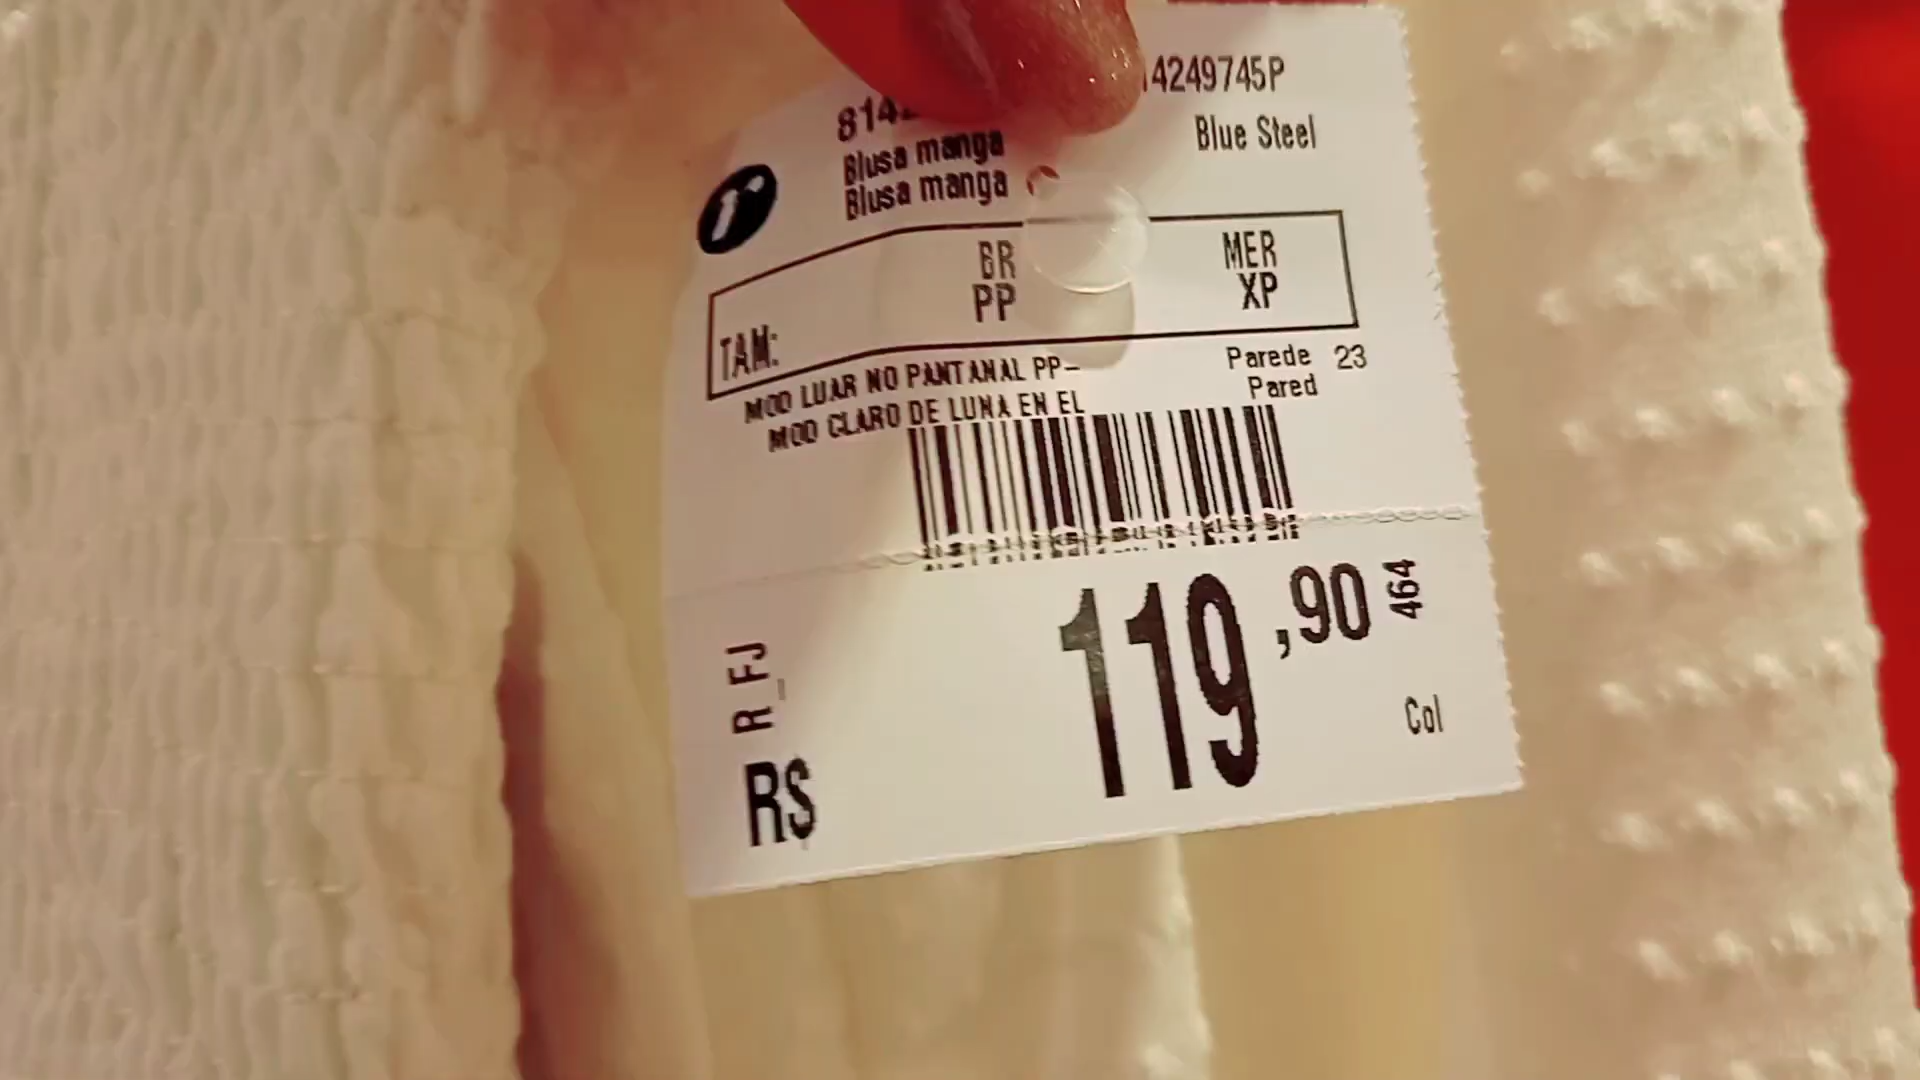 14249745P
Blue Steel
Blusa manga
Blusa manga
r
BR MER
TAM: PP XP
MOD LUAR NO PANTANAL PP-
MOD CLARO DE LUNA EN EL
Parede 23
Pared
119,90
464
R_FJ
Col
R$